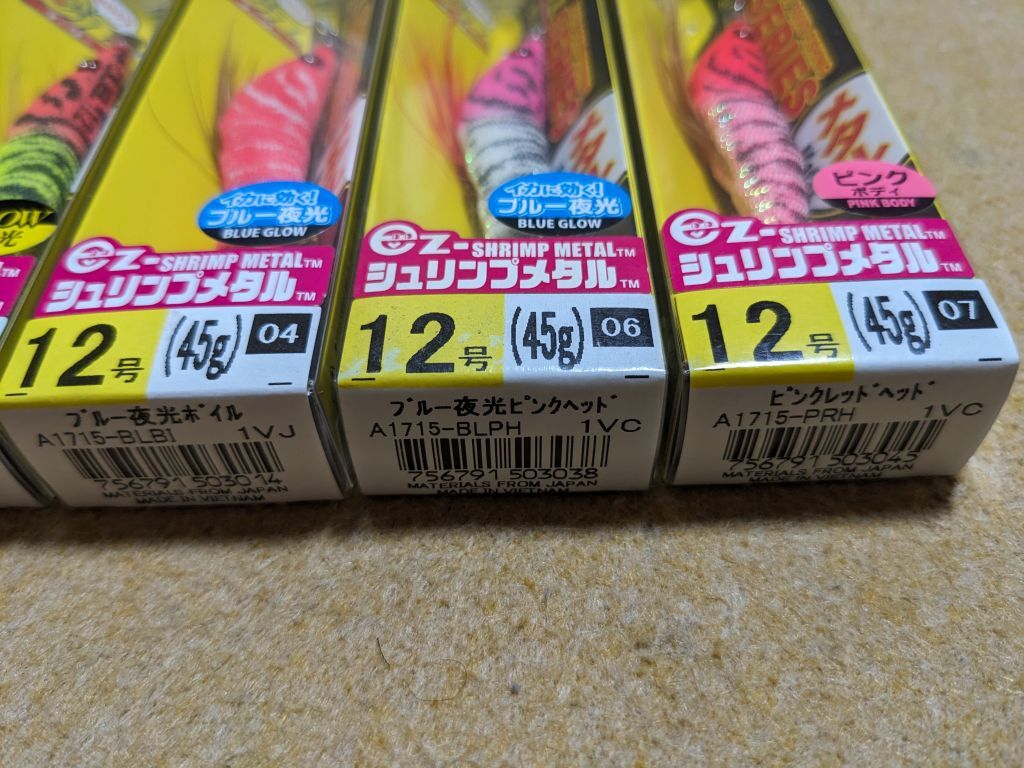 OW
光
TM
イカに効く!
ブルー夜光
BLUE GLOW
ez-SHRIMP METAL™
シュリンプメタル™
12号
(45g)
04
ブルー夜光ボイル
A1715-BLBI 1VJ
756791 503014
MATERIALS FROM JAPAN
MADE IN VIETNAM
ERIES
イカに効く!
ブルー夜光
BLUE GLOW
ez-SHRIMP METAL™
シュリンプメタル™
12号
(45g)
06
ブルー夜光ピンクヘッド
A1715-BLPH 1VC
756791 503038
MATERIALS FROM JAPAN
MADE IN VIETNAM
SERIES
ピンク
ボディ
PINK BODY
ez-SHRIMP METAL™
シュリンプメタル™
12号
(45g)
07
ピンクレッドヘッド
A1715-PRH 1VC
756791 503045
MATERIALS FROM JAPAN